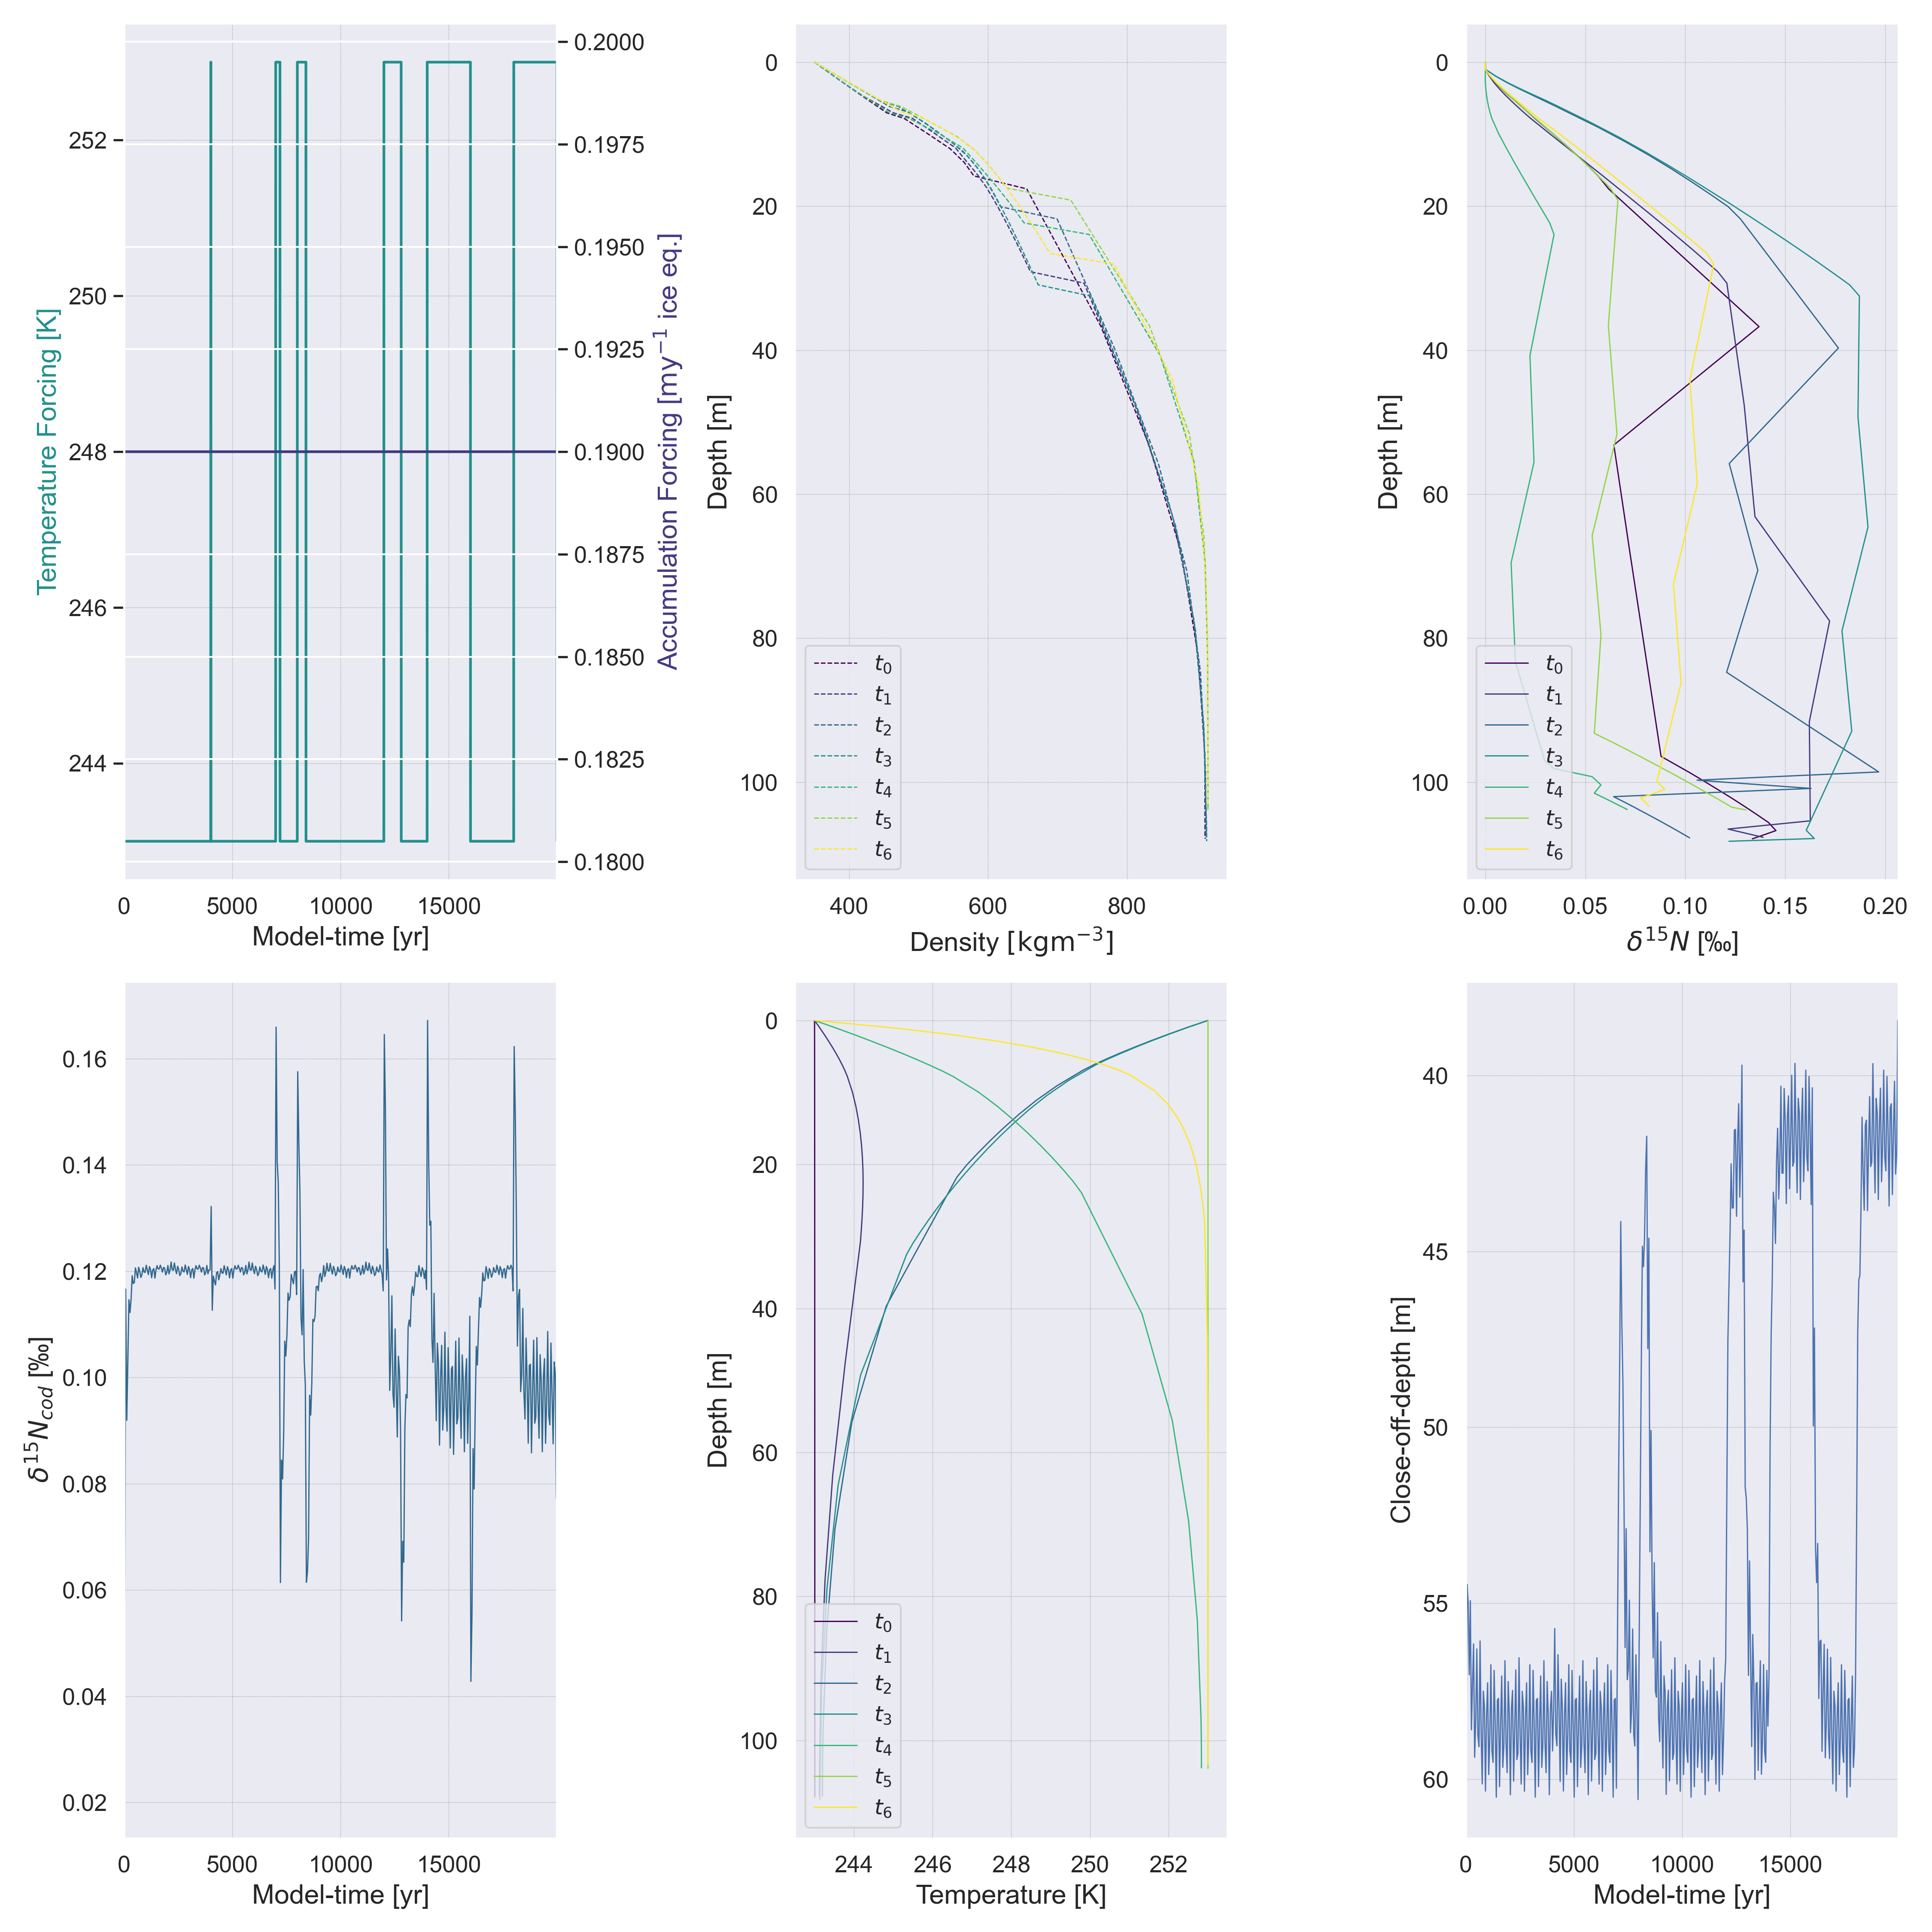 Temperature Forcing [K]
252
250
248
246
244
0.2000
0.1975
0.1950
0.1925
0.1900
0.1875
0.1850
0.1825
0.1800
Accumulation Forcing [my⁻¹ ice eq.]
0 5000 10000 15000
Model-time [yr]
Depth [m]
0
20
40
60
80
100
t₀
t₁
t₂
t₃
t₄
t₅
t₆
400 600 800
Density [kgm⁻³]
Depth [m]
0
20
40
60
80
100
t₀
t₁
t₂
t₃
t₄
t₅
t₆
0.00 0.05 0.10 0.15 0.20
δ¹⁵N [‰]
δ¹⁵N_cod [‰]
0.16
0.14
0.12
0.10
0.08
0.06
0.04
0.02
0 5000 10000 15000
Model-time [yr]
Depth [m]
0
20
40
60
80
100
t₀
t₁
t₂
t₃
t₄
t₅
t₆
244 246 248 250 252
Temperature [K]
Close-off-depth [m]
40
45
50
55
60
0 5000 10000 15000
Model-time [yr]